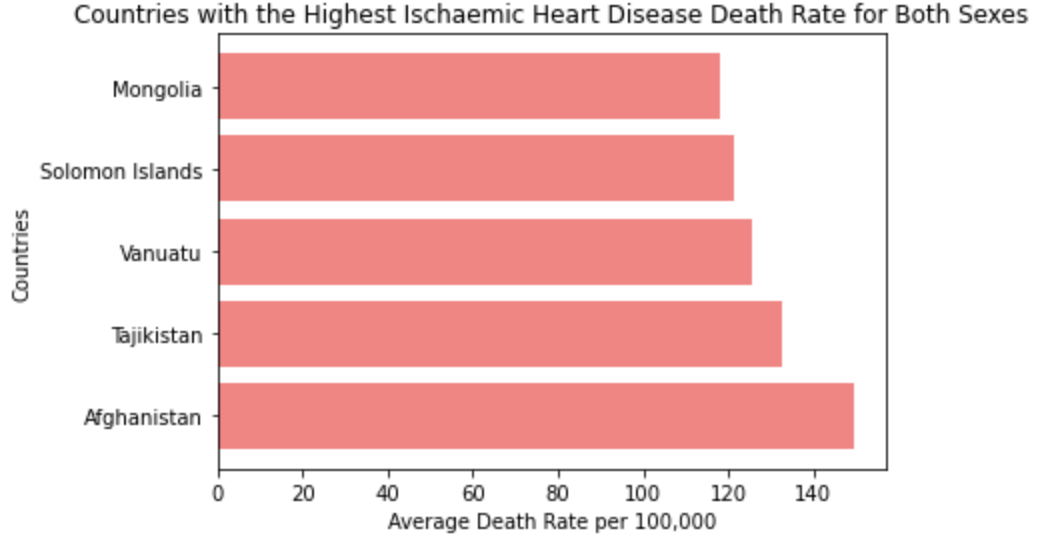 Countries with the Highest Ischaemic Heart Disease Death Rate for Both Sexes
Countries
Mongolia
Solomon Islands
Vanuatu
Tajikistan
Afghanistan
0 20 40 60 80 100 120 140
Average Death Rate per 100,000